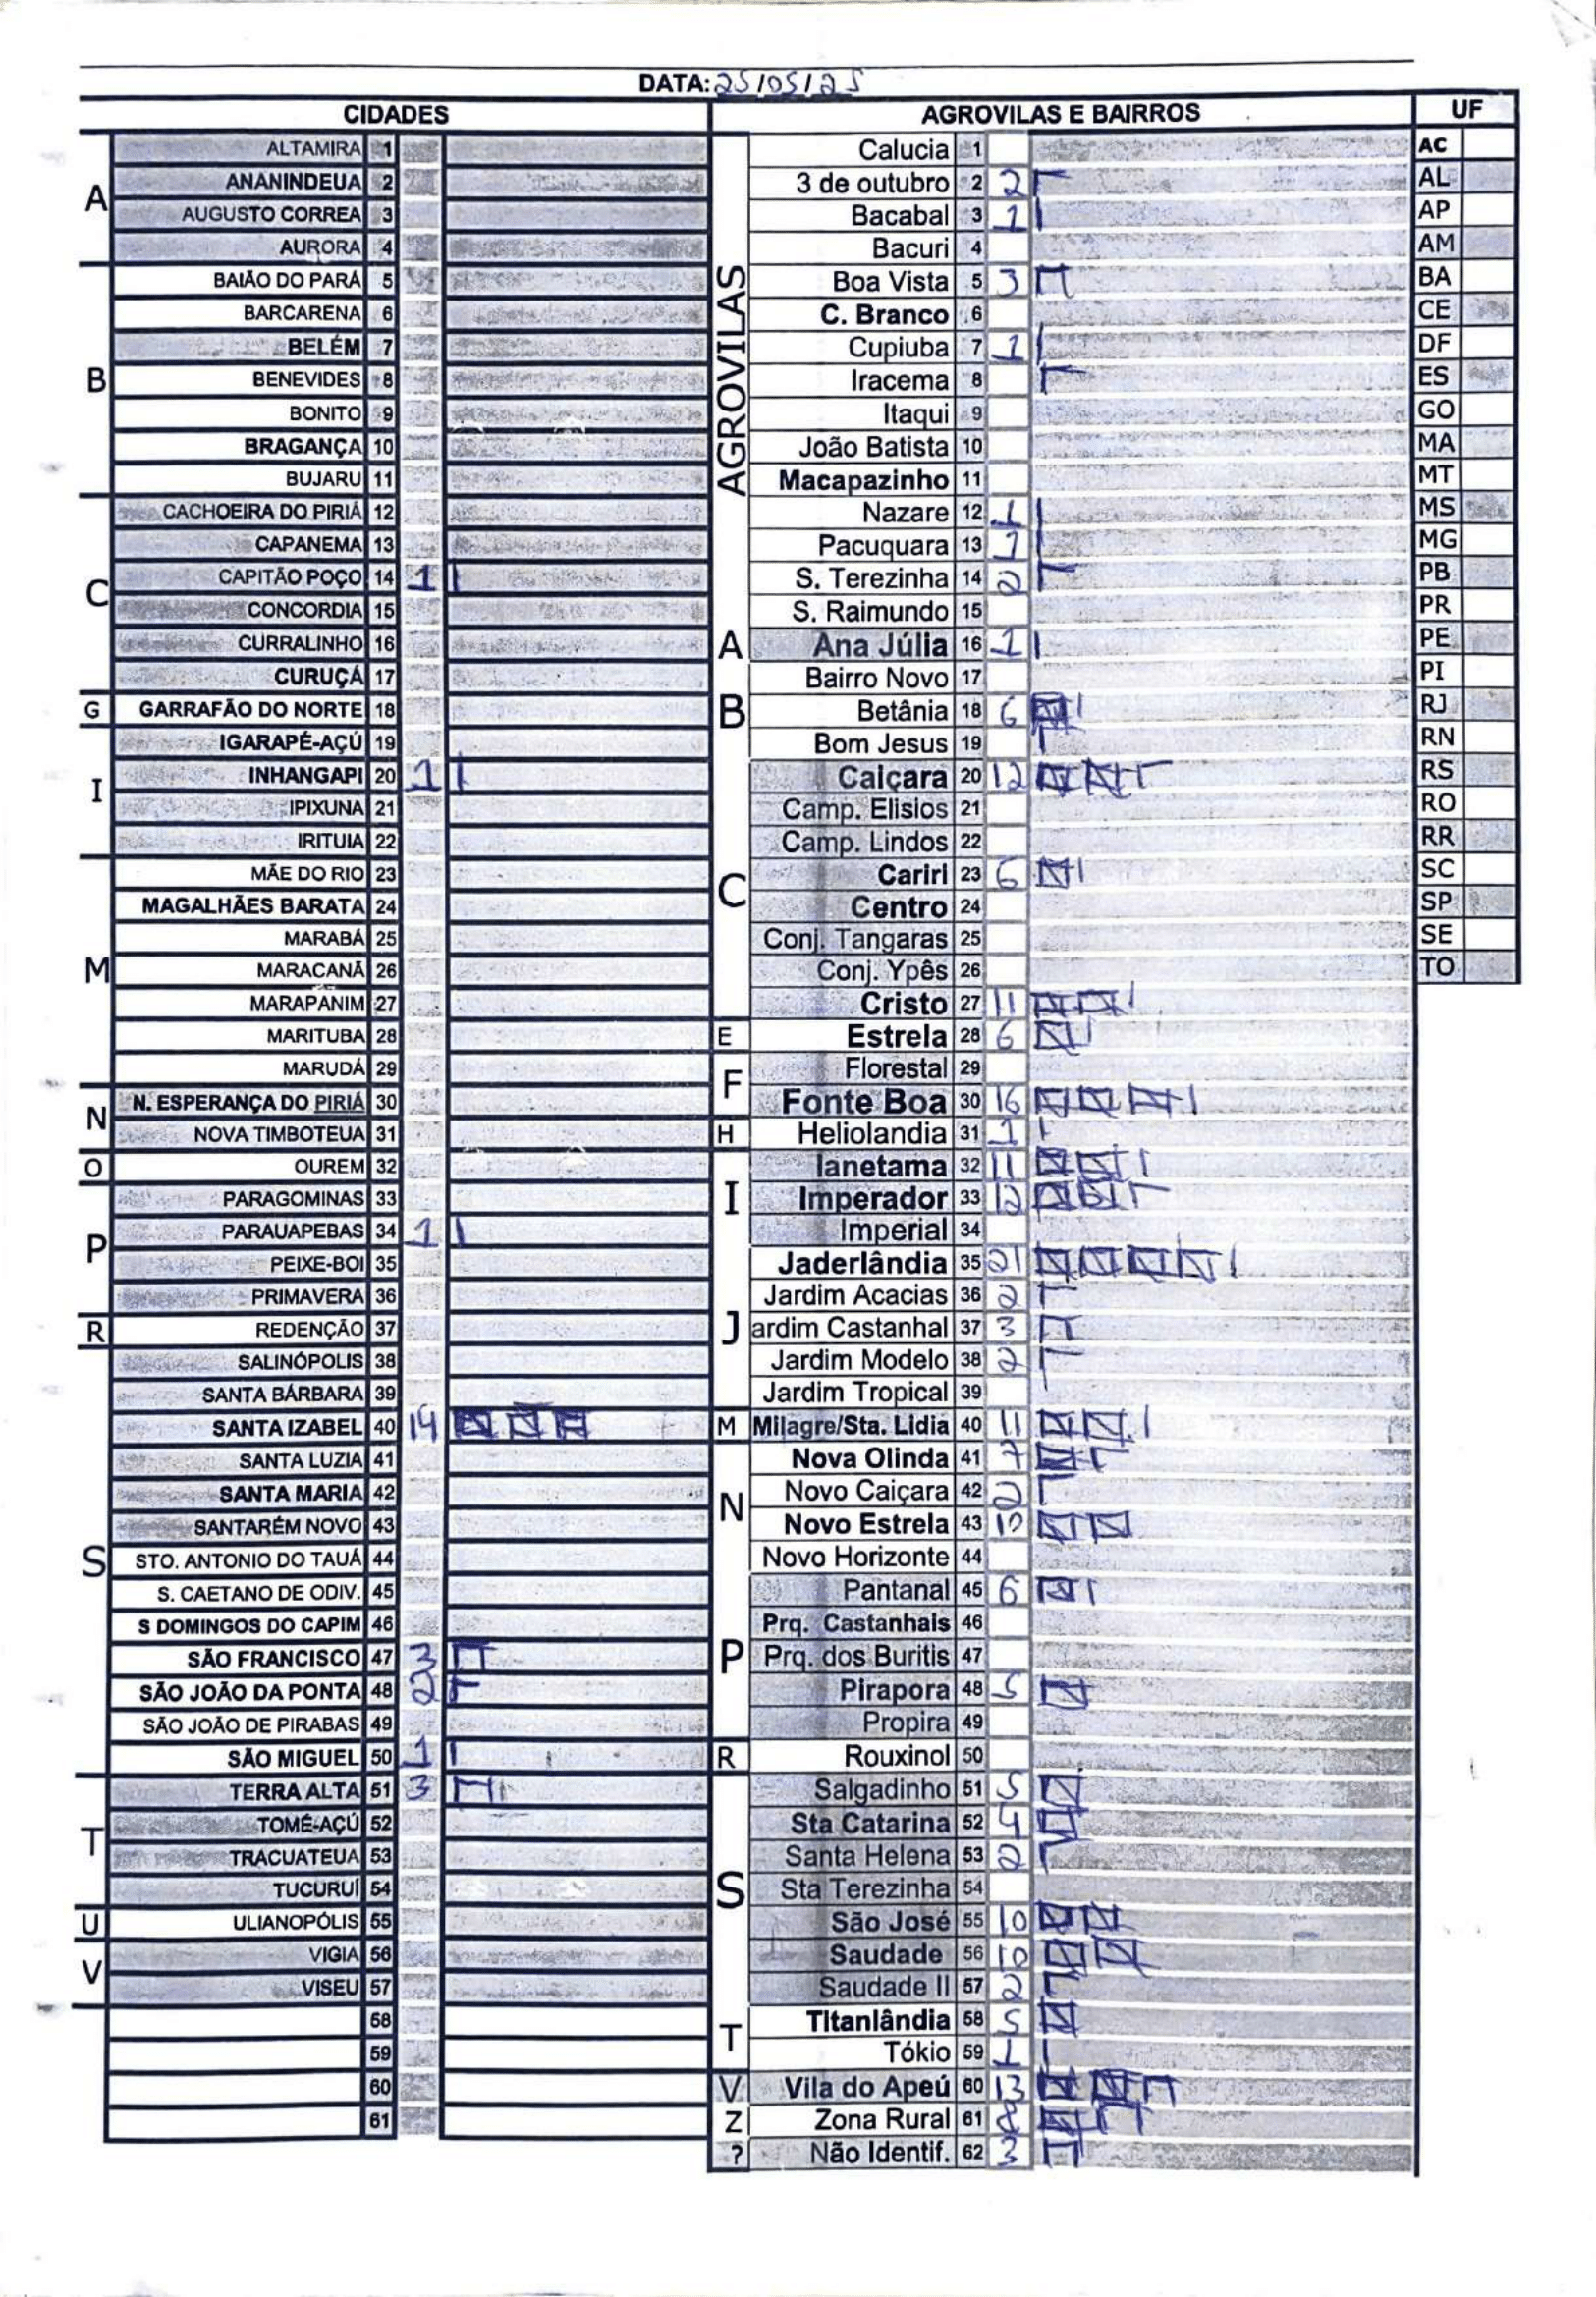 DATA: 25/05/25
CIDADES
A
ALTAMIRA 1
ANANINDEUA 2
AUGUSTO CORREA 3
AURORA 4
B
BAIÃO DO PARÁ 5
BARCARENA 6
BELÉM 7
BENEVIDES 8
BONITO 9
BRAGANÇA 10
BUJARU 11
C
CACHOEIRA DO PIRIÁ 12
CAPANEMA 13
CAPITÃO POÇO 14 1
CONCORDIA 15
CURRALINHO 16
CURUÇÁ 17
G
GARRAFÃO DO NORTE 18
I
IGARAPÉ-AÇÚ 19
INHANGAPI 20 1
IPIXUNA 21
IRITUIA 22
M
MÃE DO RIO 23
MAGALHÃES BARATA 24
MARABÁ 25
MARACANÃ 26
MARAPANIM 27
MARITUBA 28
MARUDÁ 29
N
N. ESPERANÇA DO PIRIÁ 30
NOVA TIMBOTEUA 31
O
OUREM 32
P
PARAGOMINAS 33
PARAUAPEBAS 34 1
PEIXE-BOI 35
PRIMAVERA 36
R
REDENÇÃO 37
S
SALINÓPOLIS 38
SANTA BÁRBARA 39
SANTA IZABEL 40 14
SANTA LUZIA 41
SANTA MARIA 42
SANTARÉM NOVO 43
STO. ANTONIO DO TAUÁ 44
S. CAETANO DE ODIV. 45
S DOMINGOS DO CAPIM 46
SÃO FRANCISCO 47 3
SÃO JOÃO DA PONTA 48 2
SÃO JOÃO DE PIRABAS 49
SÃO MIGUEL 50 1
T
TERRA ALTA 51 3
TOMÉ-AÇÚ 52
TRACUATEUA 53
TUCURUÍ 54
U
ULIANOPÓLIS 55
V
VIGIA 56
VISEU 57
58
59
60
61
AGROVILAS E BAIRROS
AGROVILAS
Calucia 1
3 de outubro 2 2
Bacabal 3 1
Bacuri 4
Boa Vista 5 3
C. Branco 6
Cupiuba 7 1
Iracema 8
Itaqui 9
João Batista 10
Macapazinho 11
Nazare 12 1
Pacuquara 13 1
S. Terezinha 14 2
S. Raimundo 15
A
Ana Júlia 16 1
B
Bairro Novo 17
Betânia 18 6
Bom Jesus 19
C
Caiçara 20 12
Camp. Elisios 21
Camp. Lindos 22
Cariri 23 6
Centro 24
Conj. Tangaras 25
Conj. Ypês 26
Cristo 27 11
E
Estrela 28 6
F
Florestal 29
Fonte Boa 30 16
H
Heliolandia 31 1
I
Ianetama 32 11
Imperador 33 12
Imperial 34
J
Jaderlândia 35 21
Jardim Acacias 36 2
ardim Castanhal 37 3
Jardim Modelo 38 2
Jardim Tropical 39
M
Milagre/Sta. Lidia 40 11
N
Nova Olinda 41 7
Novo Caiçara 42 2
Novo Estrela 43 10
Novo Horizonte 44
P
Pantanal 45 6
Prq. Castanhais 46
Prq. dos Buritis 47
Pirapora 48 5
Propira 49
R
Rouxinol 50
S
Salgadinho 51 5
Sta Catarina 52 4
Santa Helena 53 2
Sta Terezinha 54
São José 55 10
Saudade 56 10
Saudade II 57 2
T
Titanlândia 58 5
Tókio 59 1
V
Vila do Apeú 60 13
Z
Zona Rural 61 8
?
Não Identif. 62 3
UF
AC
AL
AP
AM
BA
CE
DF
ES
GO
MA
MT
MS
MG
PB
PR
PE
PI
RJ
RN
RS
RO
RR
SC
SP
SE
TO